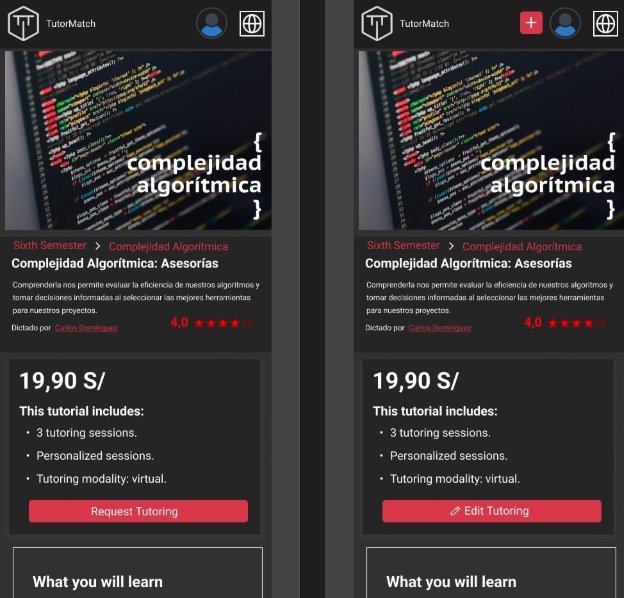 TutorMatch
{
complejidad
algorítmica
}
Sixth Semester > Complejidad Algorítmica
Complejidad Algorítmica: Asesorías
Comprenderla nos permite evaluar la eficiencia de nuestros algoritmos y
tomar decisiones informadas al seleccionar las mejores herramientas
para nuestros proyectos.
Dictado por Carlos Domínguez
4,0 ★★★★☆
19,90 S/
This tutorial includes:
• 3 tutoring sessions.
• Personalized sessions.
• Tutoring modality: virtual.
Request Tutoring
What you will learn
TutorMatch
+
{
complejidad
algorítmica
}
Sixth Semester > Complejidad Algorítmica
Complejidad Algorítmica: Asesorías
Comprenderla nos permite evaluar la eficiencia de nuestros algoritmos y
tomar decisiones informadas al seleccionar las mejores herramientas
para nuestros proyectos.
Dictado por Carlos Domínguez
4,0 ★★★★☆
19,90 S/
This tutorial includes:
• 3 tutoring sessions.
• Personalized sessions.
• Tutoring modality: virtual.
Edit Tutoring
What you will learn